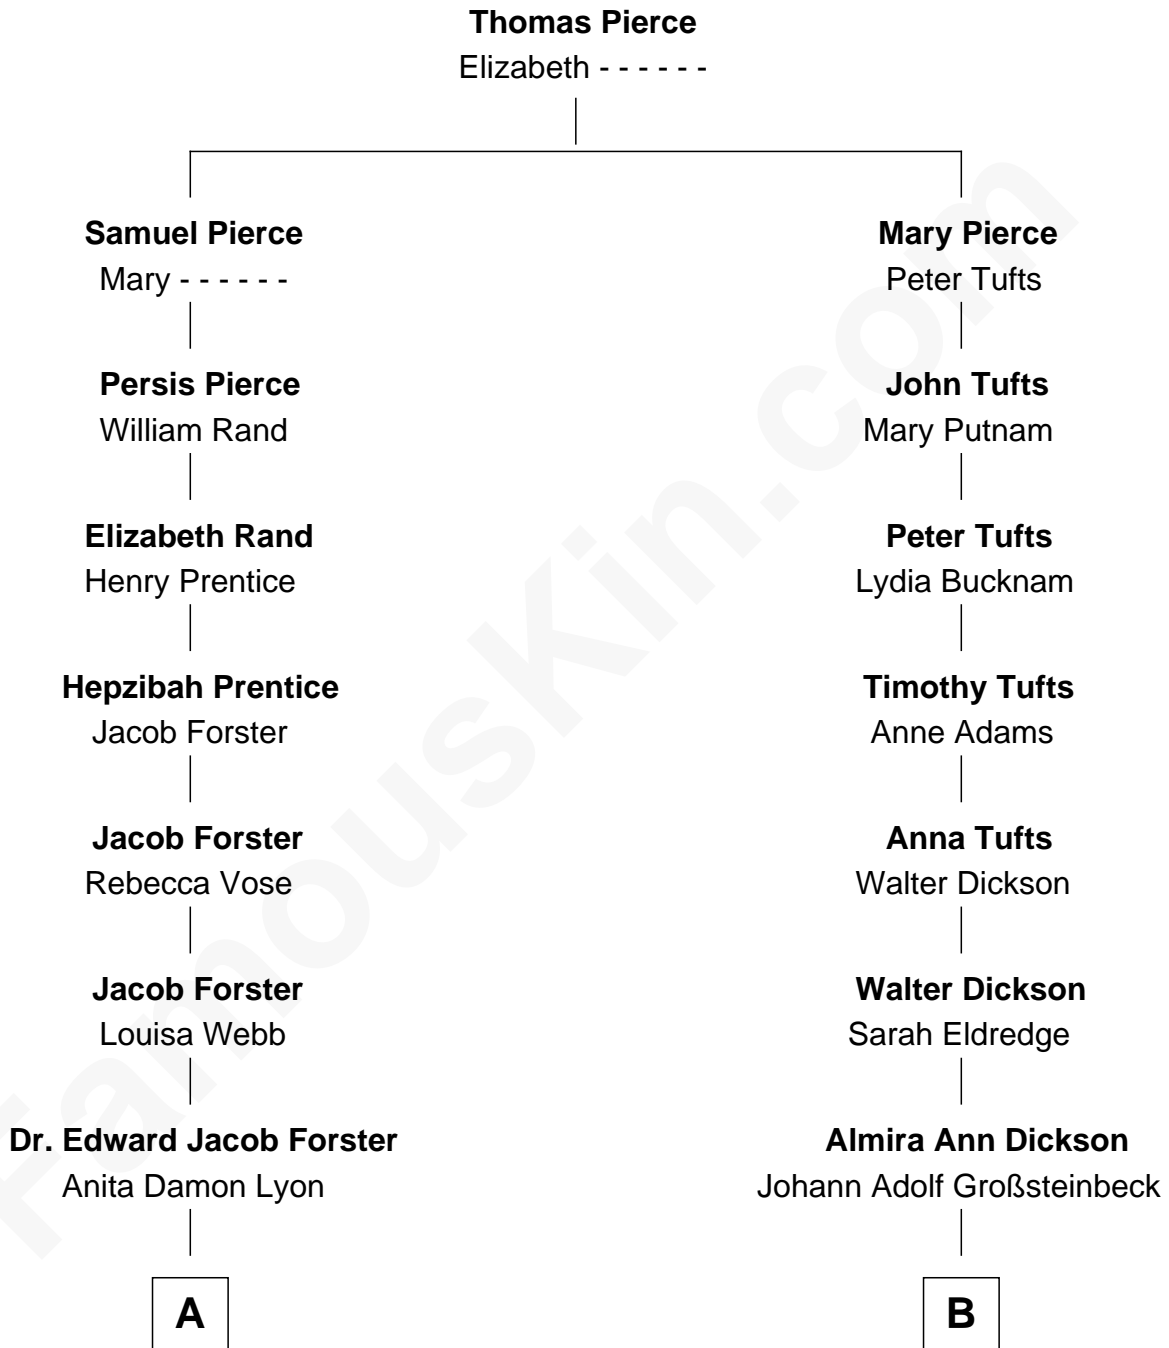 Thomas Pierce
Elizabeth - - - - - -
Samuel Pierce
Mary - - - - - -
Mary Pierce
Peter Tufts
Persis Pierce
William Rand
John Tufts
Mary Putnam
Elizabeth Rand
Henry Prentice
Peter Tufts
Lydia Bucknam
Hepzibah Prentice
Jacob Forster
Timothy Tufts
Anne Adams
Jacob Forster
Rebecca Vose
Anna Tufts
Walter Dickson
Jacob Forster
Louisa Webb
Walter Dickson
Sarah Eldredge
Dr. Edward Jacob Forster
Anita Damon Lyon
Almira Ann Dickson
Johann Adolf Großsteinbeck
A
B
FamousKin.com